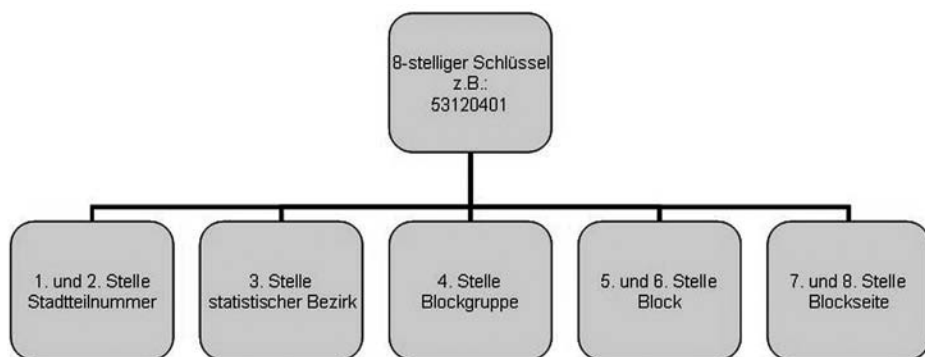 8-stelliger Schlüssel
z.B.:
53120401
1. und 2. Stelle
Stadtteilnummer
3. Stelle
statistischer Bezirk
4. Stelle
Blockgruppe
5. und 6. Stelle
Block
7. und 8. Stelle
Blockseite